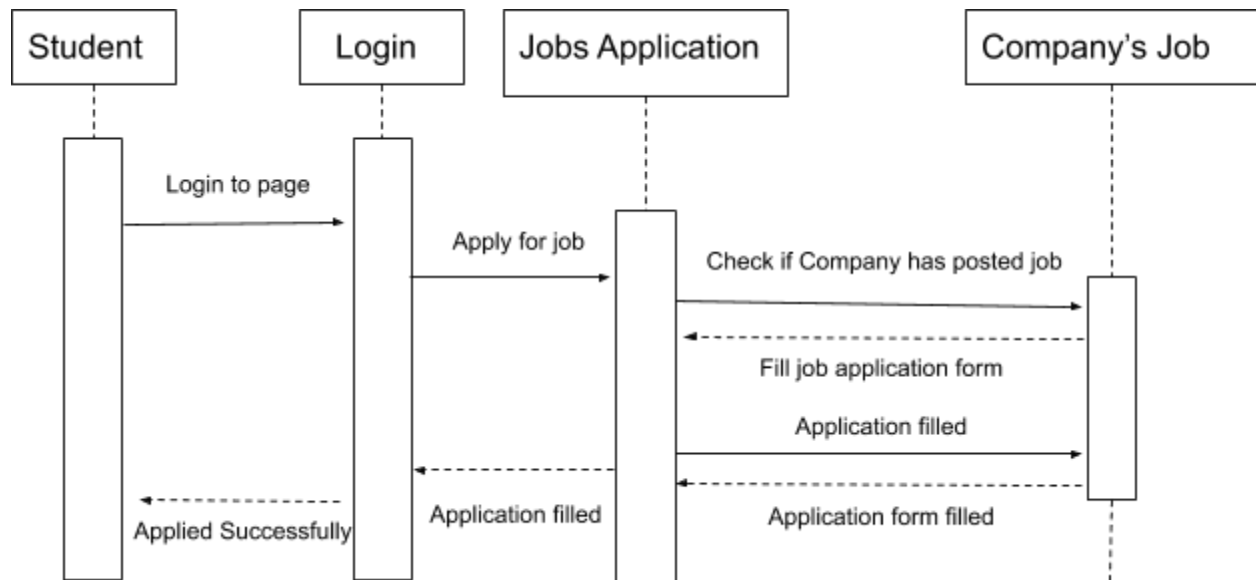 Student
Login
Jobs Application
Company's Job
Login to page
Apply for job
Check if Company has posted job
Fill job application form
Application filled
Application filled
Application form filled
Applied Successfully